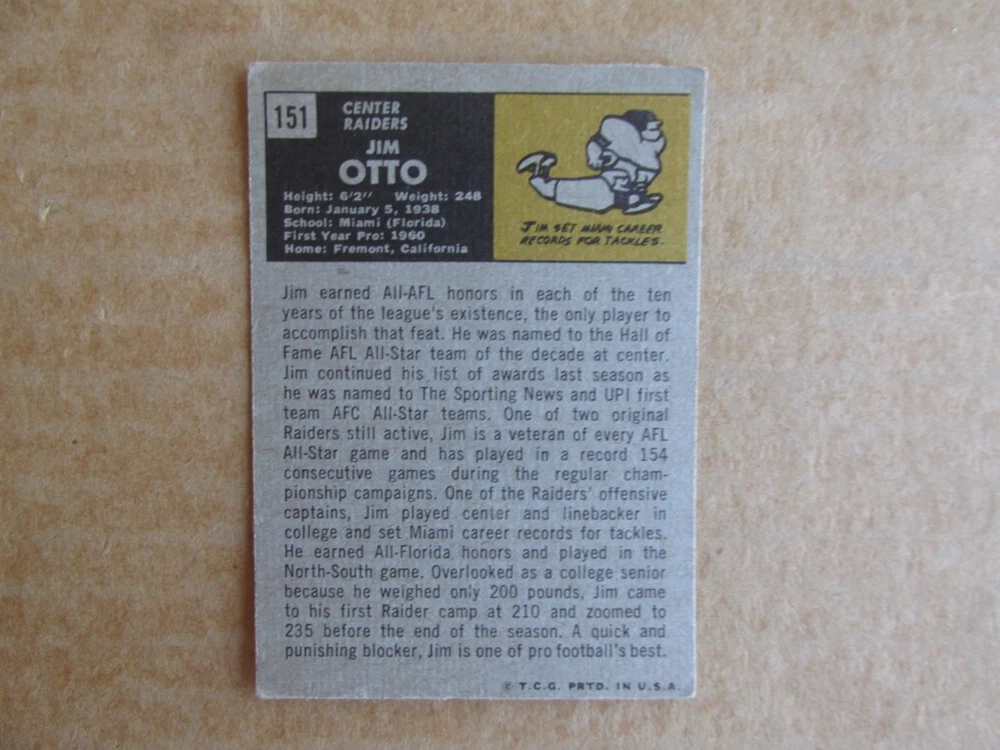 151
CENTER
RAIDERS
JIM
OTTO
Height: 6'2" Weight: 248
Born: January 5, 1938
School: Miami (Florida)
First Year Pro: 1960
Home: Fremont, California
JIM SET MIAMI CAREER
RECORDS FOR TACKLES.
Jim earned All-AFL honors in each of the ten
years of the league's existence, the only player to
accomplish that feat. He was named to the Hall of
Fame AFL All-Star team of the decade at center.
Jim continued his list of awards last season as
he was named to The Sporting News and UPI first
team AFC All-Star teams. One of two original
Raiders still active, Jim is a veteran of every AFL
All-Star game and has played in a record 154
consecutive games during the regular cham-
pionship campaigns. One of the Raiders' offensive
captains, Jim played center and linebacker in
college and set Miami career records for tackles.
He earned All-Florida honors and played in the
North-South game. Overlooked as a college senior
because he weighed only 200 pounds, Jim came
to his first Raider camp at 210 and zoomed to
235 before the end of the season. A quick and
punishing blocker, Jim is one of pro football's best.
© T.C.G. PRTD. IN U.S.A.